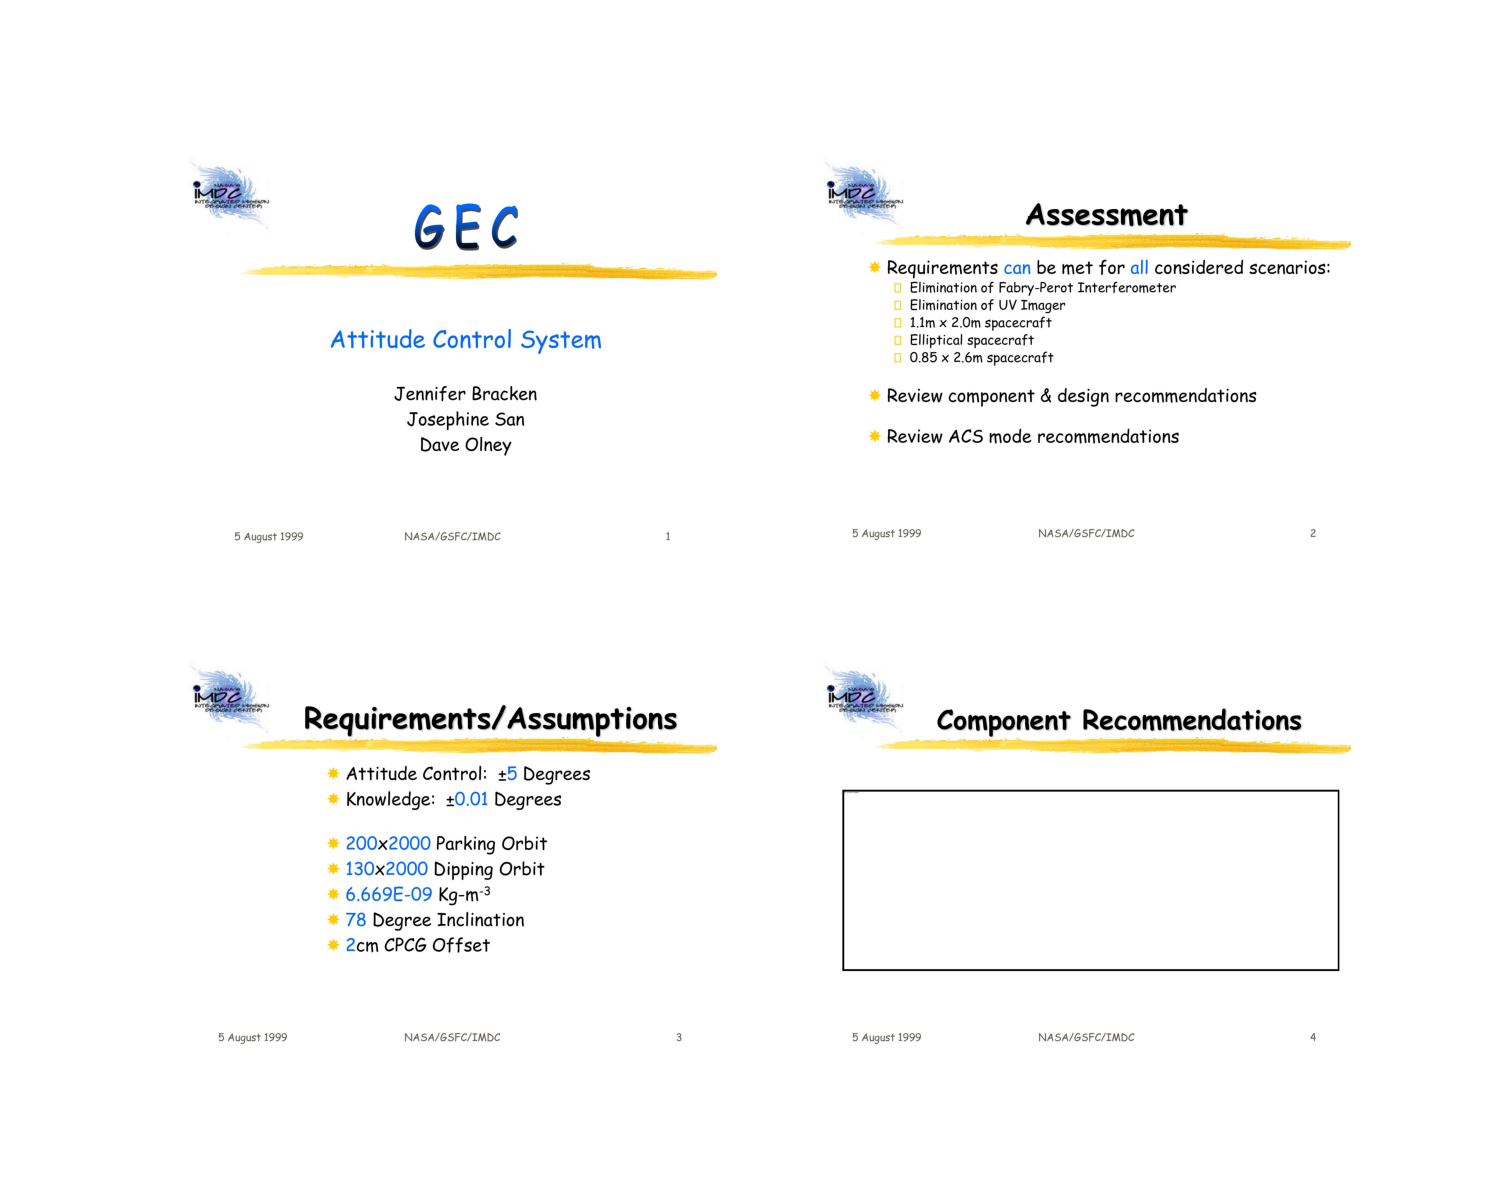 NASA's
iMDC
INTEGRATED MISSION
DESIGN CENTER
GEC
Attitude Control System
Jennifer Bracken
Josephine San
Dave Olney
5 August 1999 NASA/GSFC/IMDC 1
NASA's
iMDC
INTEGRATED MISSION
DESIGN CENTER
Assessment
Requirements can be met for all considered scenarios:
Elimination of Fabry-Perot Interferometer
Elimination of UV Imager
1.1m x 2.0m spacecraft
Elliptical spacecraft
0.85 x 2.6m spacecraft
Review component & design recommendations
Review ACS mode recommendations
5 August 1999 NASA/GSFC/IMDC 2
NASA's
iMDC
INTEGRATED MISSION
DESIGN CENTER
Requirements/Assumptions
Attitude Control: ±5 Degrees
Knowledge: ±0.01 Degrees
200x2000 Parking Orbit
130x2000 Dipping Orbit
6.669E-09 Kg-m-3
78 Degree Inclination
2cm CPCG Offset
5 August 1999 NASA/GSFC/IMDC 3
NASA's
iMDC
INTEGRATED MISSION
DESIGN CENTER
Component Recommendations
5 August 1999 NASA/GSFC/IMDC 4